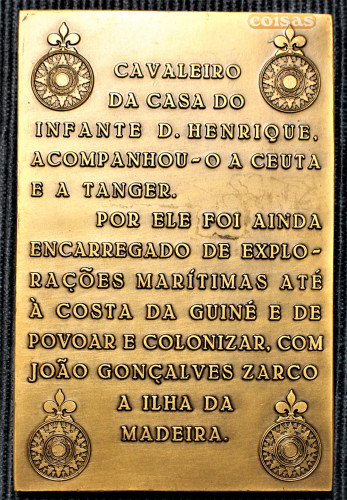 coisas
CAVALEIRO
DA CASA DO
INFANTE D. HENRIQUE.
ACOMPANHOU-O A CEUTA
E A TANGER.
POR ELE FOI AINDA
ENCARREGADO DE EXPLO-
RAÇÕES MARÍTIMAS ATÉ
À COSTA DA GUINÉ E DE
POVOAR E COLONIZAR, COM
JOÃO GONÇALVES ZARCO
A ILHA DA
MADEIRA.